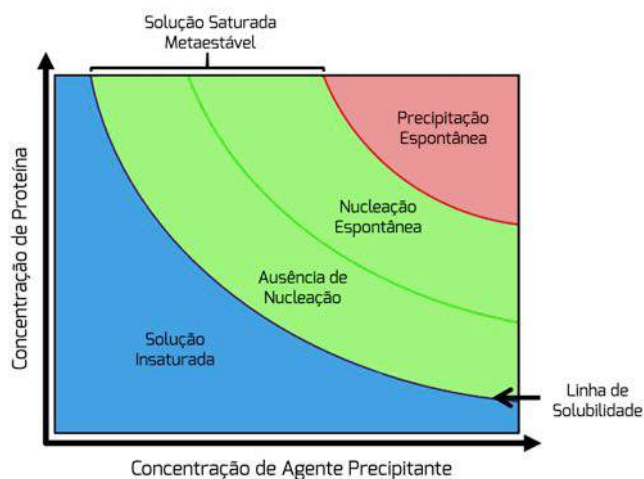 Solução Saturada
Metaestável
Precipitação
Espontânea
Nucleação
Espontânea
Ausência de
Nucleação
Solução
Insaturada
Linha de
Solubilidade
Concentração de Proteína
Concentração de Agente Precipitante